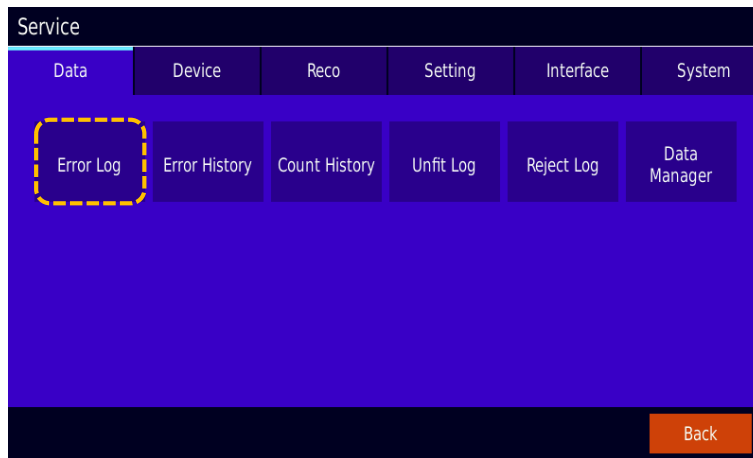 Service
Data Device Reco Setting Interface System
Error Log Error History Count History Unfit Log Reject Log Data
Manager
Back